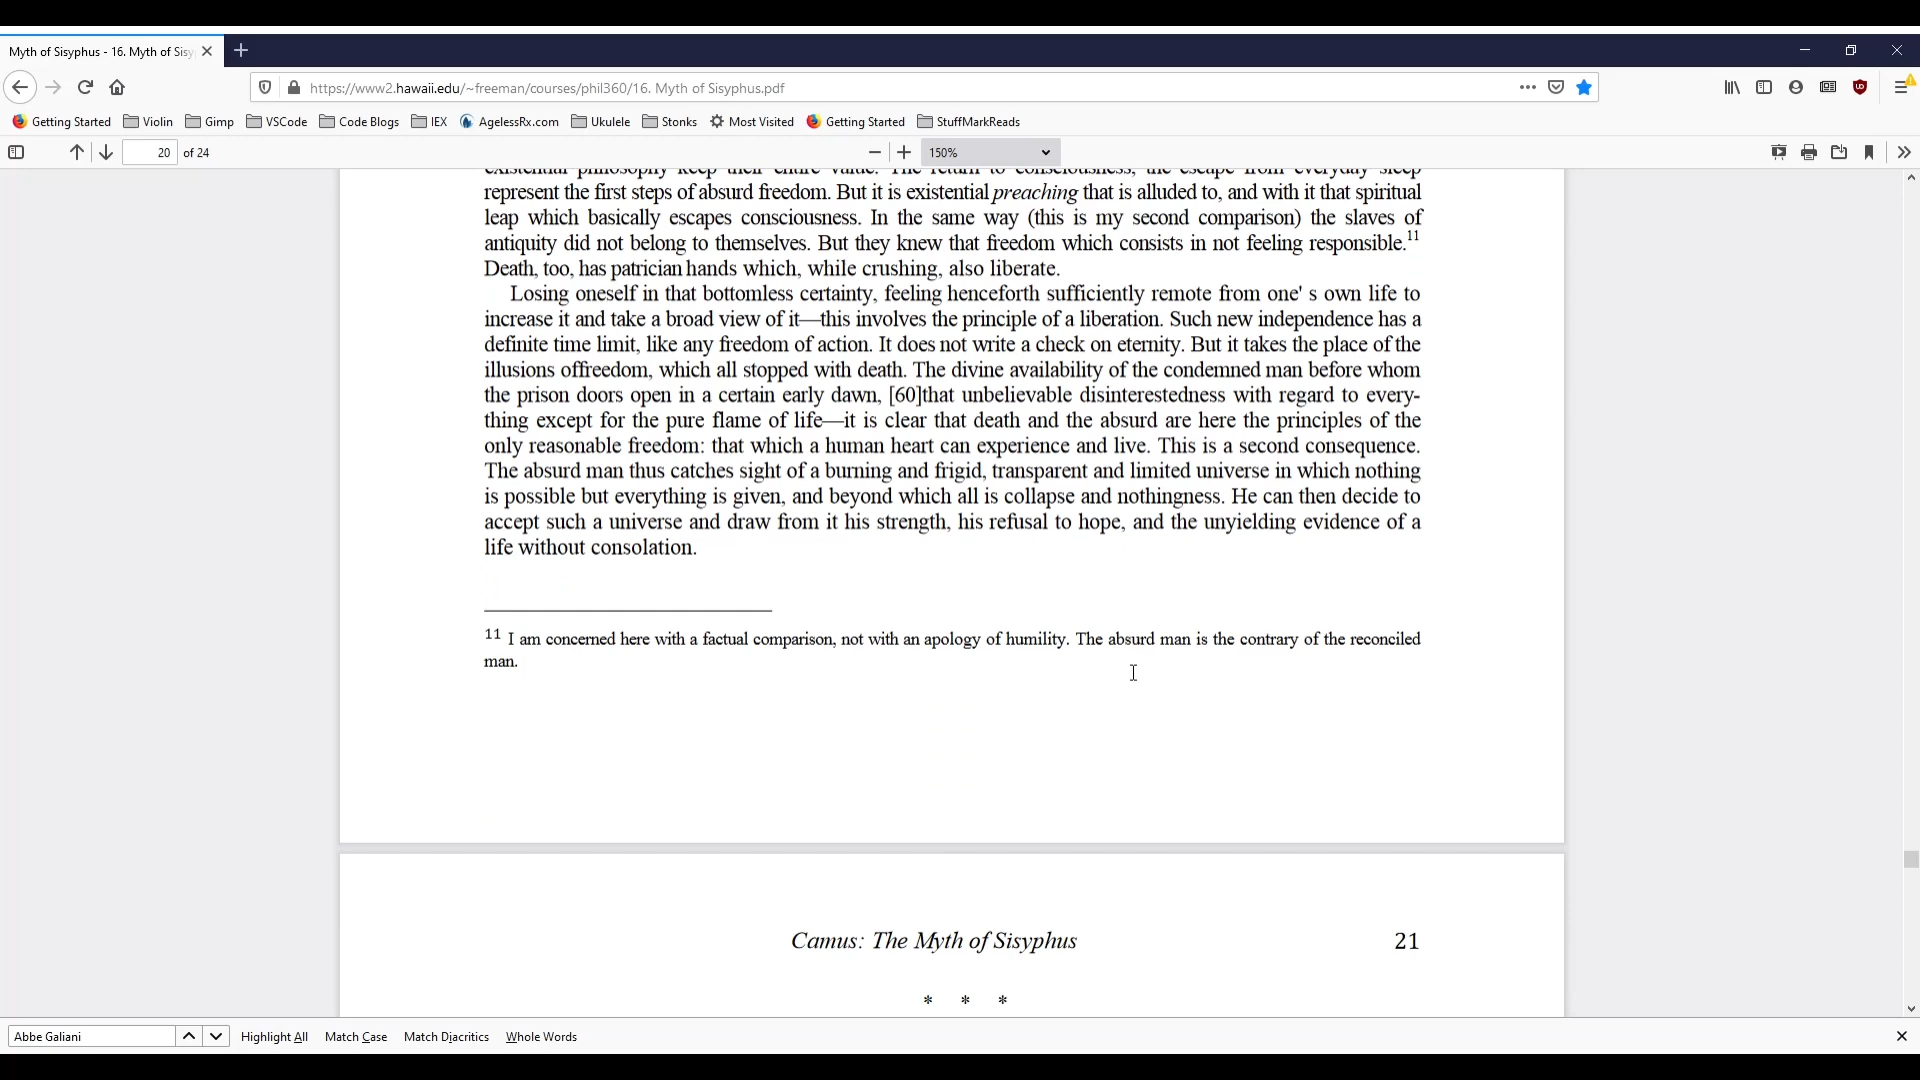 Myth of Sisyphus - 16. Myth of Sisy
https://www2.hawaii.edu/~freeman/courses/phil360/16. Myth of Sisyphus.pdf
Getting Started Violin Gimp VSCode Code Blogs IEX AgelessRx.com Ukulele Stonks Most Visited Getting Started StuffMarkReads
20 of 24 150%
existential philosophy keep their entire value. The return to consciousness, the escape from everyday sleep
represent the first steps of absurd freedom. But it is existential preaching that is alluded to, and with it that spiritual
leap which basically escapes consciousness. In the same way (this is my second comparison) the slaves of
antiquity did not belong to themselves. But they knew that freedom which consists in not feeling responsible.11
Death, too, has patrician hands which, while crushing, also liberate.
Losing oneself in that bottomless certainty, feeling henceforth sufficiently remote from one' s own life to
increase it and take a broad view of it—this involves the principle of a liberation. Such new independence has a
definite time limit, like any freedom of action. It does not write a check on eternity. But it takes the place of the
illusions offreedom, which all stopped with death. The divine availability of the condemned man before whom
the prison doors open in a certain early dawn, [60]that unbelievable disinterestedness with regard to every-
thing except for the pure flame of life—it is clear that death and the absurd are here the principles of the
only reasonable freedom: that which a human heart can experience and live. This is a second consequence.
The absurd man thus catches sight of a burning and frigid, transparent and limited universe in which nothing
is possible but everything is given, and beyond which all is collapse and nothingness. He can then decide to
accept such a universe and draw from it his strength, his refusal to hope, and the unyielding evidence of a
life without consolation.
11 I am concerned here with a factual comparison, not with an apology of humility. The absurd man is the contrary of the reconciled
man.
Camus: The Myth of Sisyphus 21
* * *
Abbe Galiani Highlight All Match Case Match Diacritics Whole Words